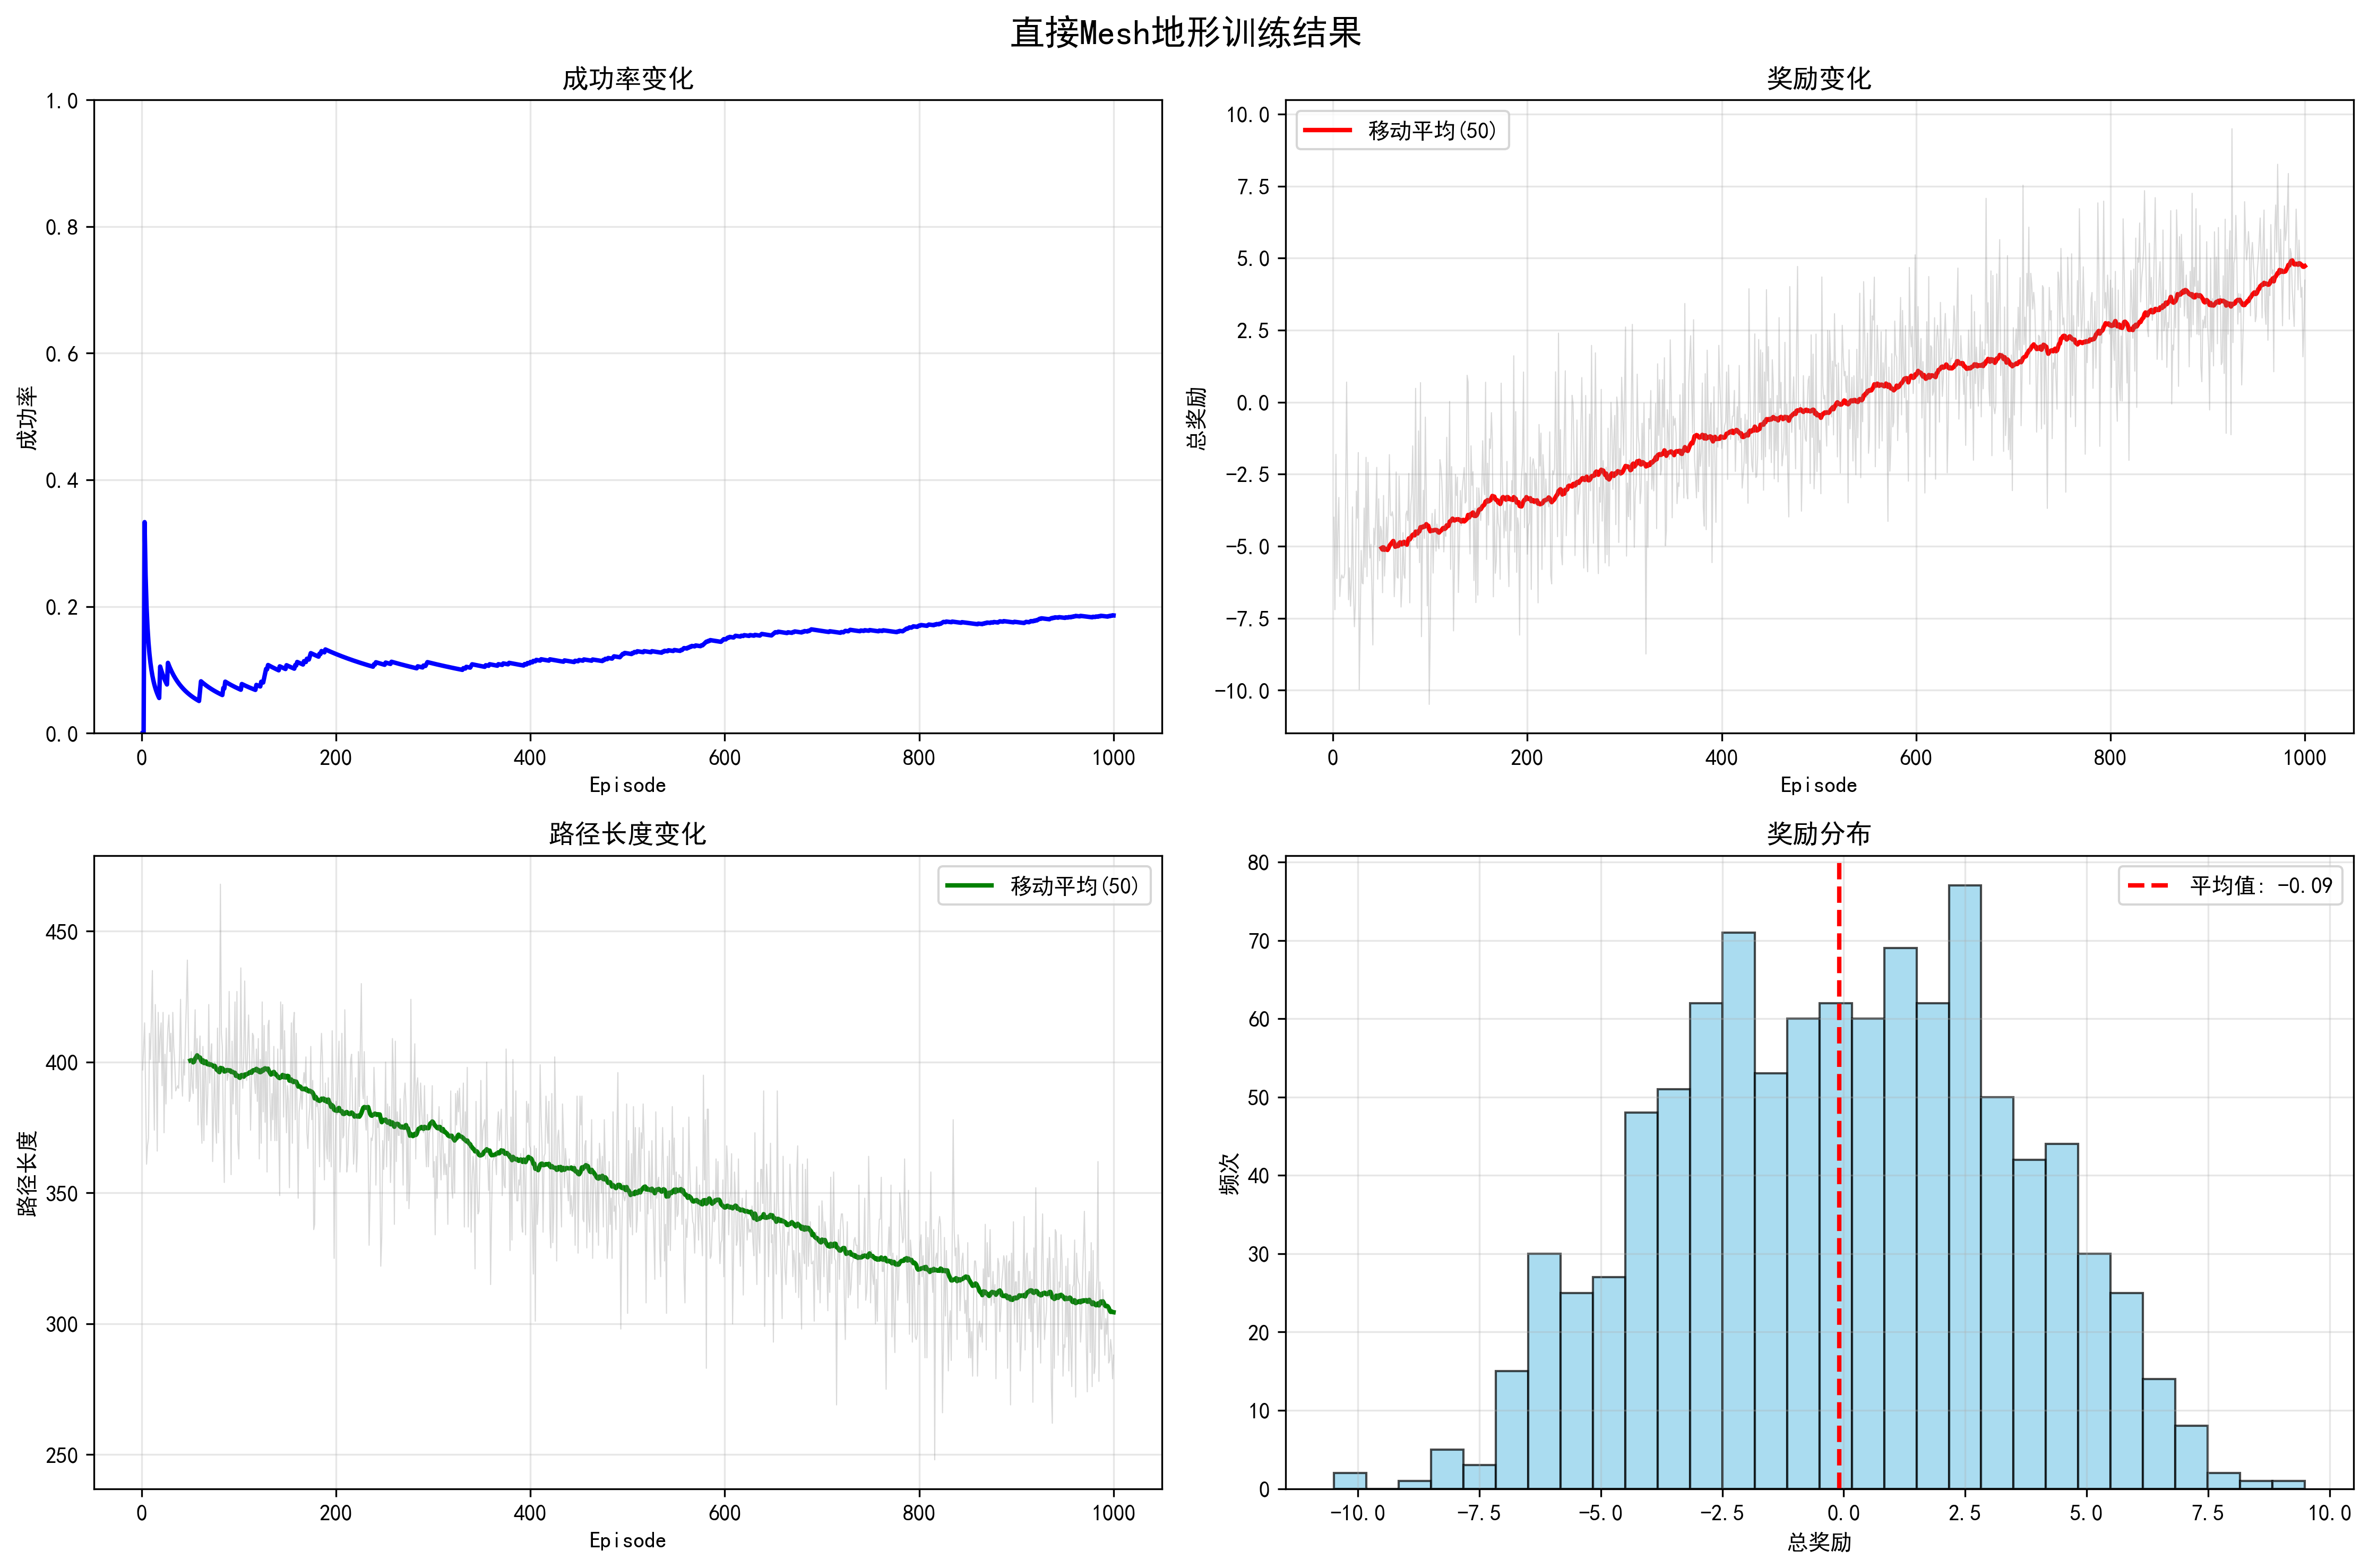 直接Mesh地形训练结果
成功率变化
1.0
0.8
0.6
0.4
0.2
0.0
成功率
0 200 400 600 800 1000
Episode
奖励变化
移动平均(50)
10.0
7.5
5.0
2.5
0.0
-2.5
-5.0
-7.5
-10.0
总奖励
0 200 400 600 800 1000
Episode
路径长度变化
移动平均(50)
450
400
350
300
250
路径长度
0 200 400 600 800 1000
Episode
奖励分布
平均值: -0.09
80
70
60
50
40
30
20
10
0
频次
-10.0 -7.5 -5.0 -2.5 0.0 2.5 5.0 7.5 10.0
总奖励